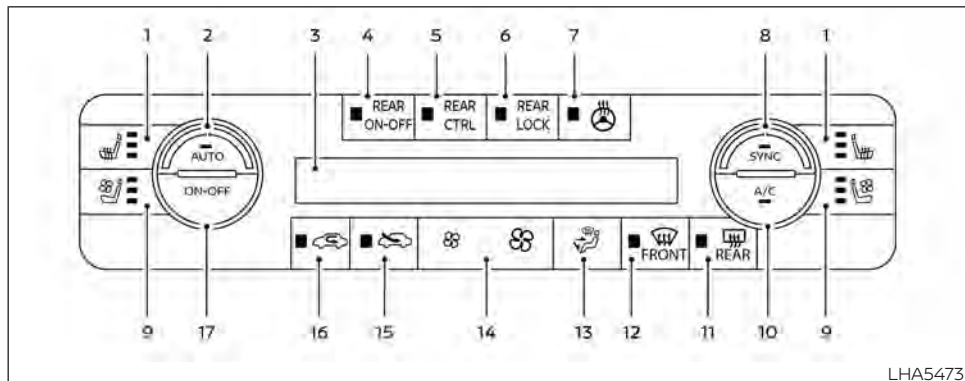 1 2 3 4 5 6 7 8 1
REAR ON-OFF
REAR CTRL
REAR LOCK
AUTO
ON-OFF
SYNC
A/C
FRONT
REAR
9 17 16 15 14 13 12 11 10 9
LHA5473